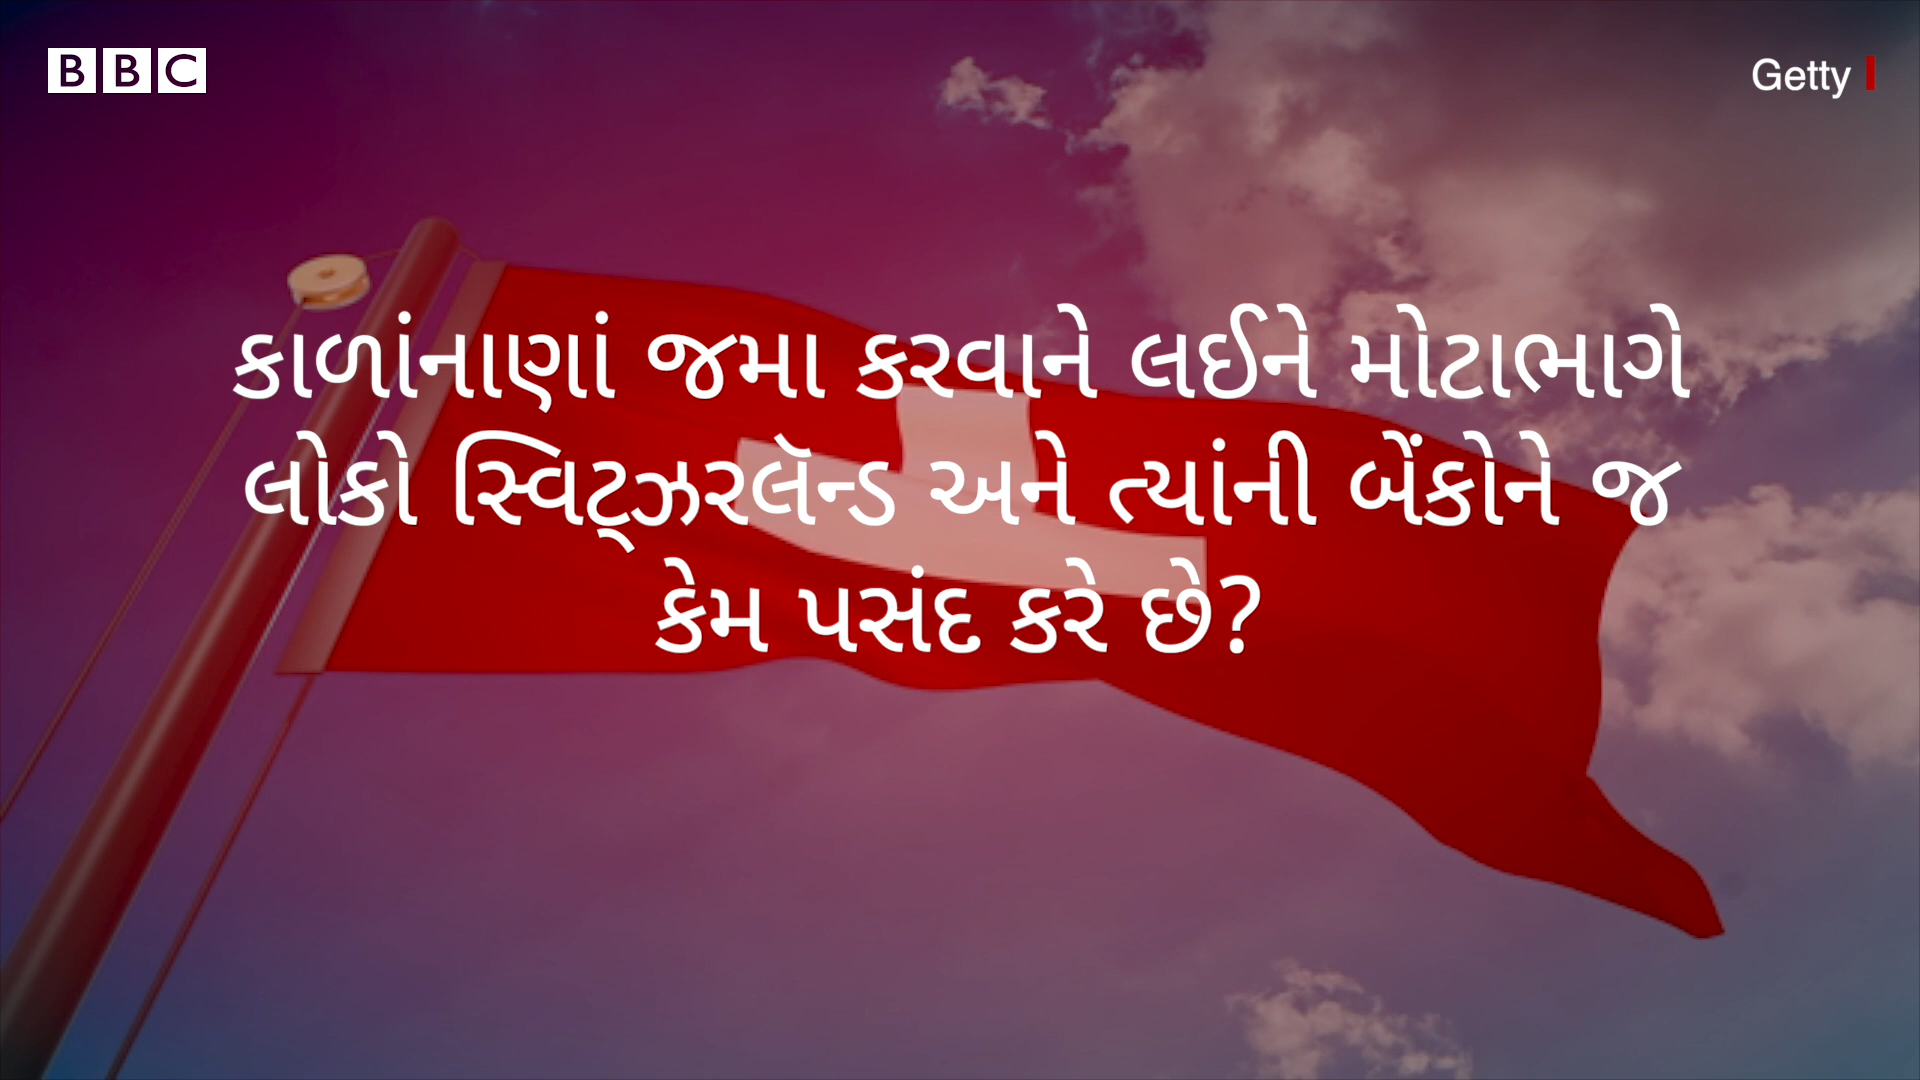 BBC
Getty
કાળાંનાણાં જમા કરવાને લઈને મોટાભાગે
લોકો સ્વિટ્ઝરલૅન્ડ અને ત્યાંની બેંકોને જ
કેમ પસંદ કરે છે?